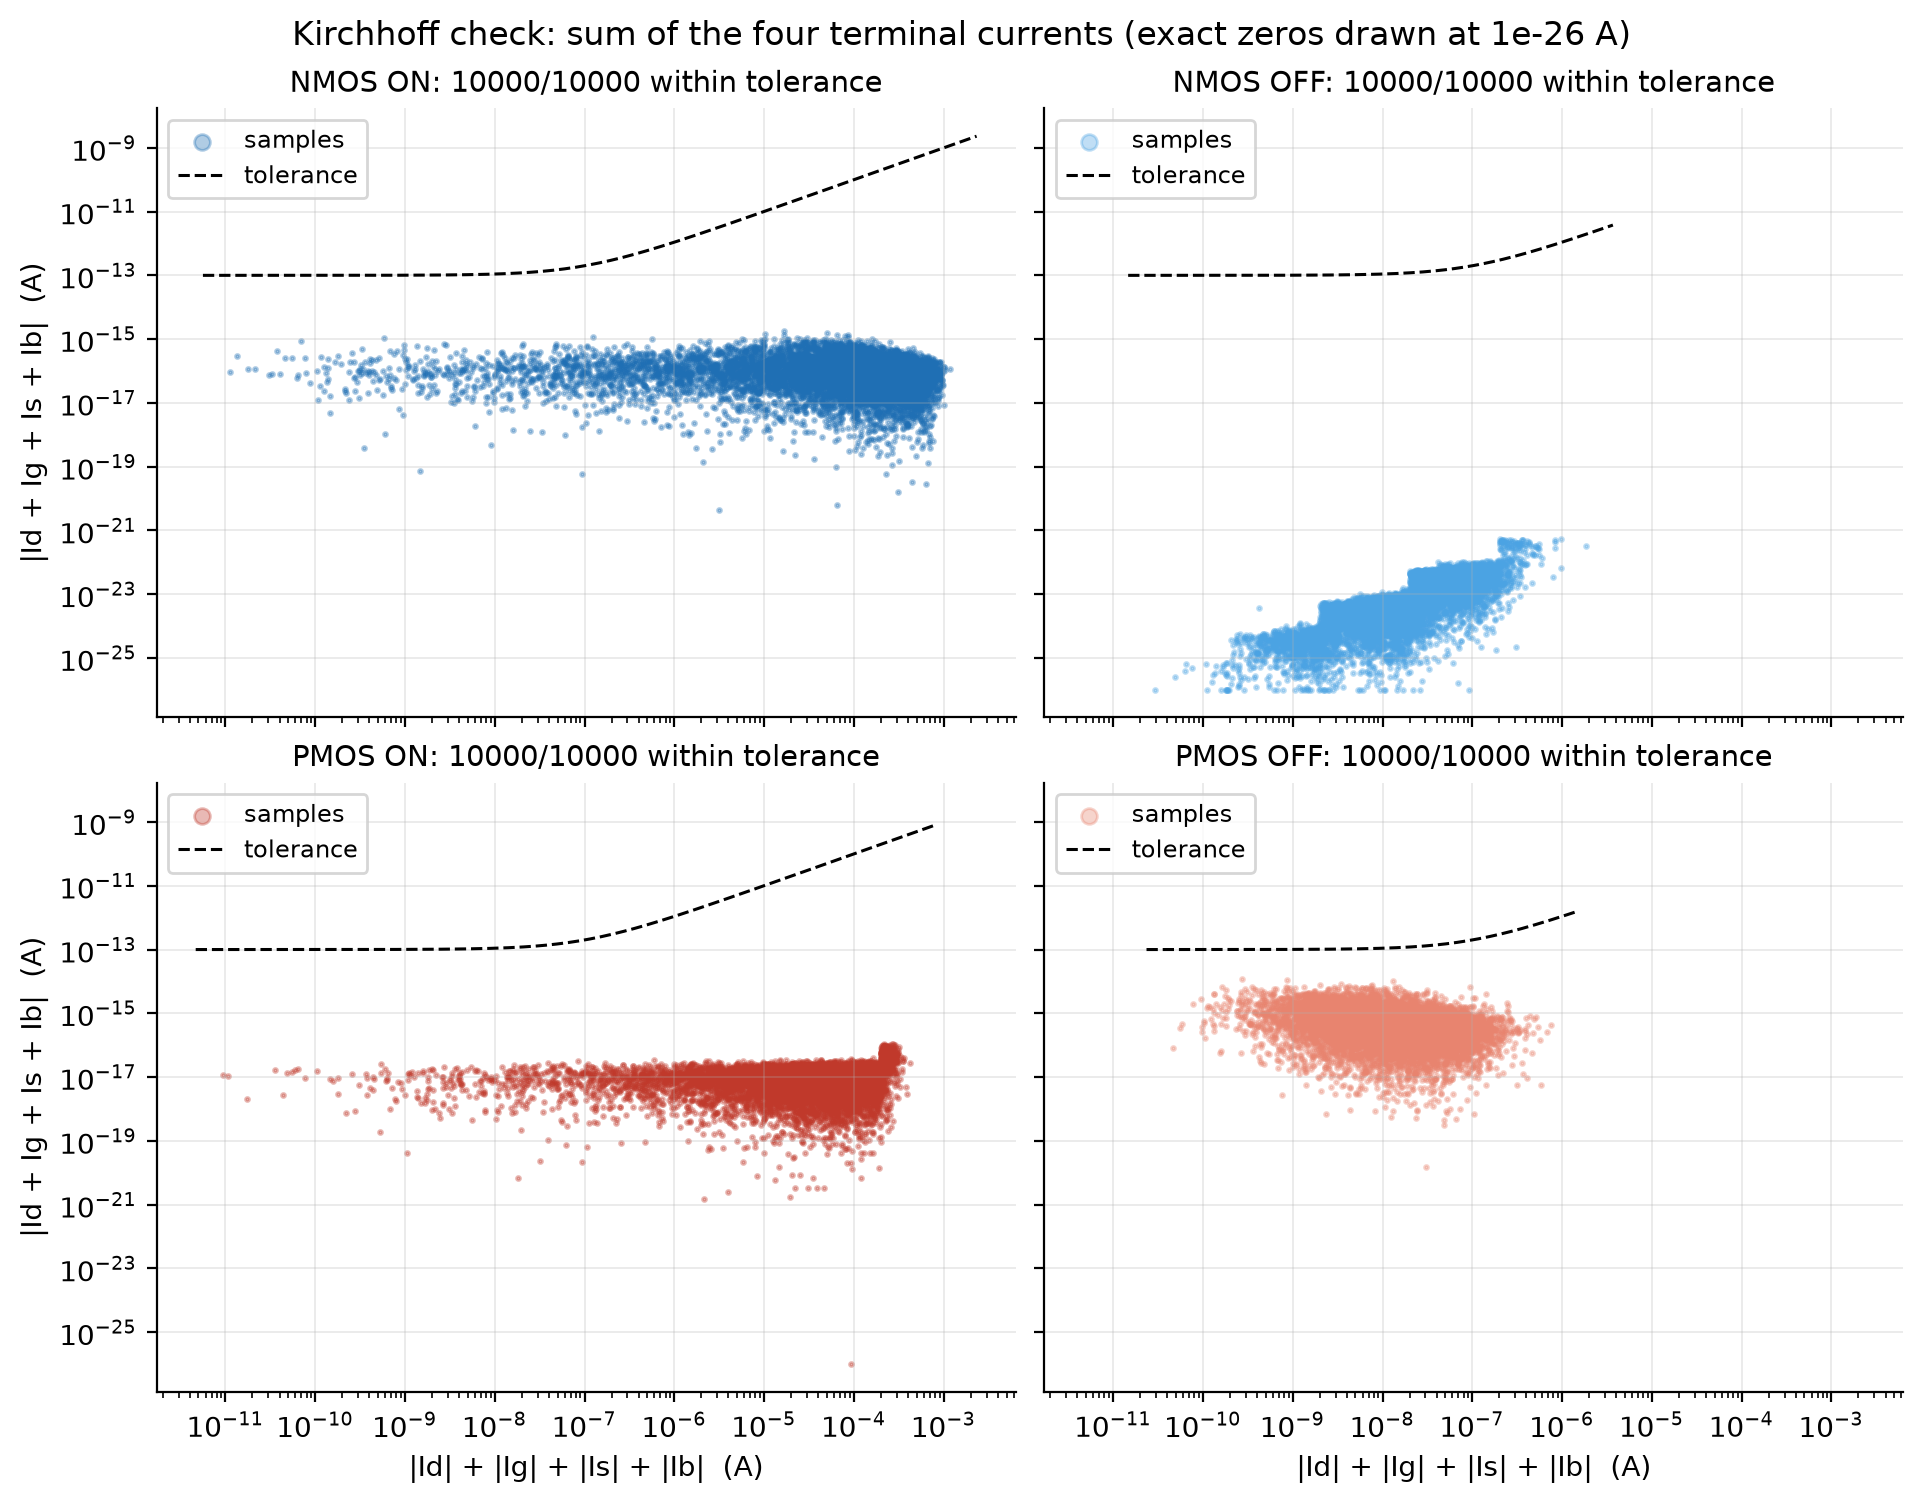 Kirchhoff check: sum of the four terminal currents (exact zeros drawn at 1e-26 A)
NMOS ON: 10000/10000 within tolerance
samples
tolerance
10⁻⁹
10⁻¹¹
10⁻¹³
10⁻¹⁵
10⁻¹⁷
10⁻¹⁹
10⁻²¹
10⁻²³
10⁻²⁵
|Id + Ig + Is + Ib| (A)
NMOS OFF: 10000/10000 within tolerance
samples
tolerance
PMOS ON: 10000/10000 within tolerance
samples
tolerance
10⁻⁹
10⁻¹¹
10⁻¹³
10⁻¹⁵
10⁻¹⁷
10⁻¹⁹
10⁻²¹
10⁻²³
10⁻²⁵
|Id + Ig + Is + Ib| (A)
10⁻¹¹ 10⁻¹⁰ 10⁻⁹ 10⁻⁸ 10⁻⁷ 10⁻⁶ 10⁻⁵ 10⁻⁴ 10⁻³
|Id| + |Ig| + |Is| + |Ib| (A)
PMOS OFF: 10000/10000 within tolerance
samples
tolerance
10⁻¹¹ 10⁻¹⁰ 10⁻⁹ 10⁻⁸ 10⁻⁷ 10⁻⁶ 10⁻⁵ 10⁻⁴ 10⁻³
|Id| + |Ig| + |Is| + |Ib| (A)